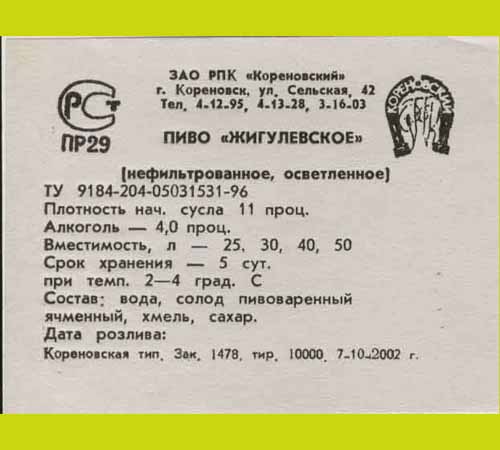 ЗАО РПК «Кореновский»
г. Кореновск, ул. Сельская, 42
Тел, 4-12-95, 4-13-28, 3-16-03
РСТ
ПР29
КОРЕНОВСКИЙ
ПИВО «ЖИГУЛЕВСКОЕ»
(нефильтрованное, осветленное)
ТУ 9184-204-05031531-96
Плотность нач. сусла 11 проц.
Алкоголь — 4,0 проц.
Вместимость, л — 25, 30, 40, 50
Срок хранения — 5 сут.
при темп. 2—4 град. С
Состав: вода, солод пивоваренный
ячменный, хмель, сахар.
Дата розлива:
Кореновская тип, Зак, 1478, тир, 10000, 7-10-2002 г.